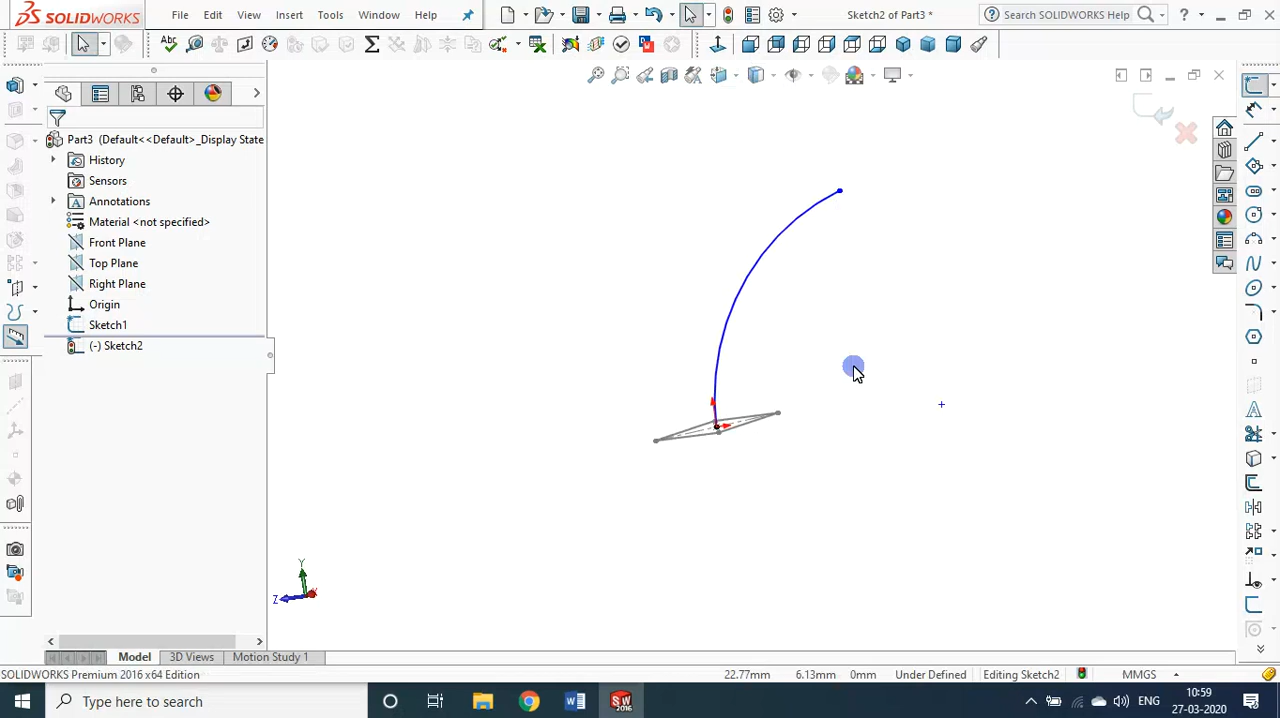 SOLIDWORKS
File Edit View Insert Tools Window Help
Sketch2 of Part3 *
Search SOLIDWORKS Help
?
Part3 (Default<<Default>_Display State
History
Sensors
Annotations
Material <not specified>
Front Plane
Top Plane
Right Plane
Origin
Sketch1
(-) Sketch2
Y
Z
Model 3D Views Motion Study 1
SOLIDWORKS Premium 2016 x64 Edition
22.77mm 6.13mm 0mm Under Defined Editing Sketch2 MMGS
Type here to search
ENG
10:59
27-03-2020